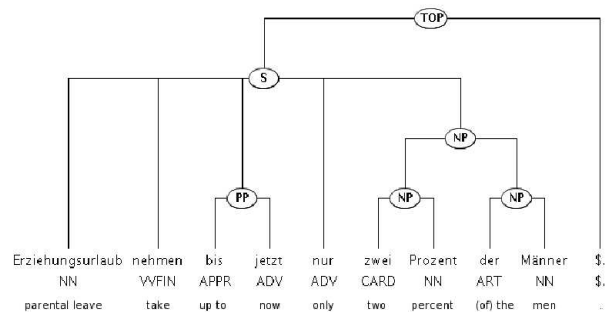 TOP
S
NP
PP NP NP
Erziehungsurlaub nehmen bis jetzt nur zwei Prozent der Männer $.
NN VVFIN APPR ADV ADV CARD NN ART NN $.
parental leave take up to now only two percent (of) the men .